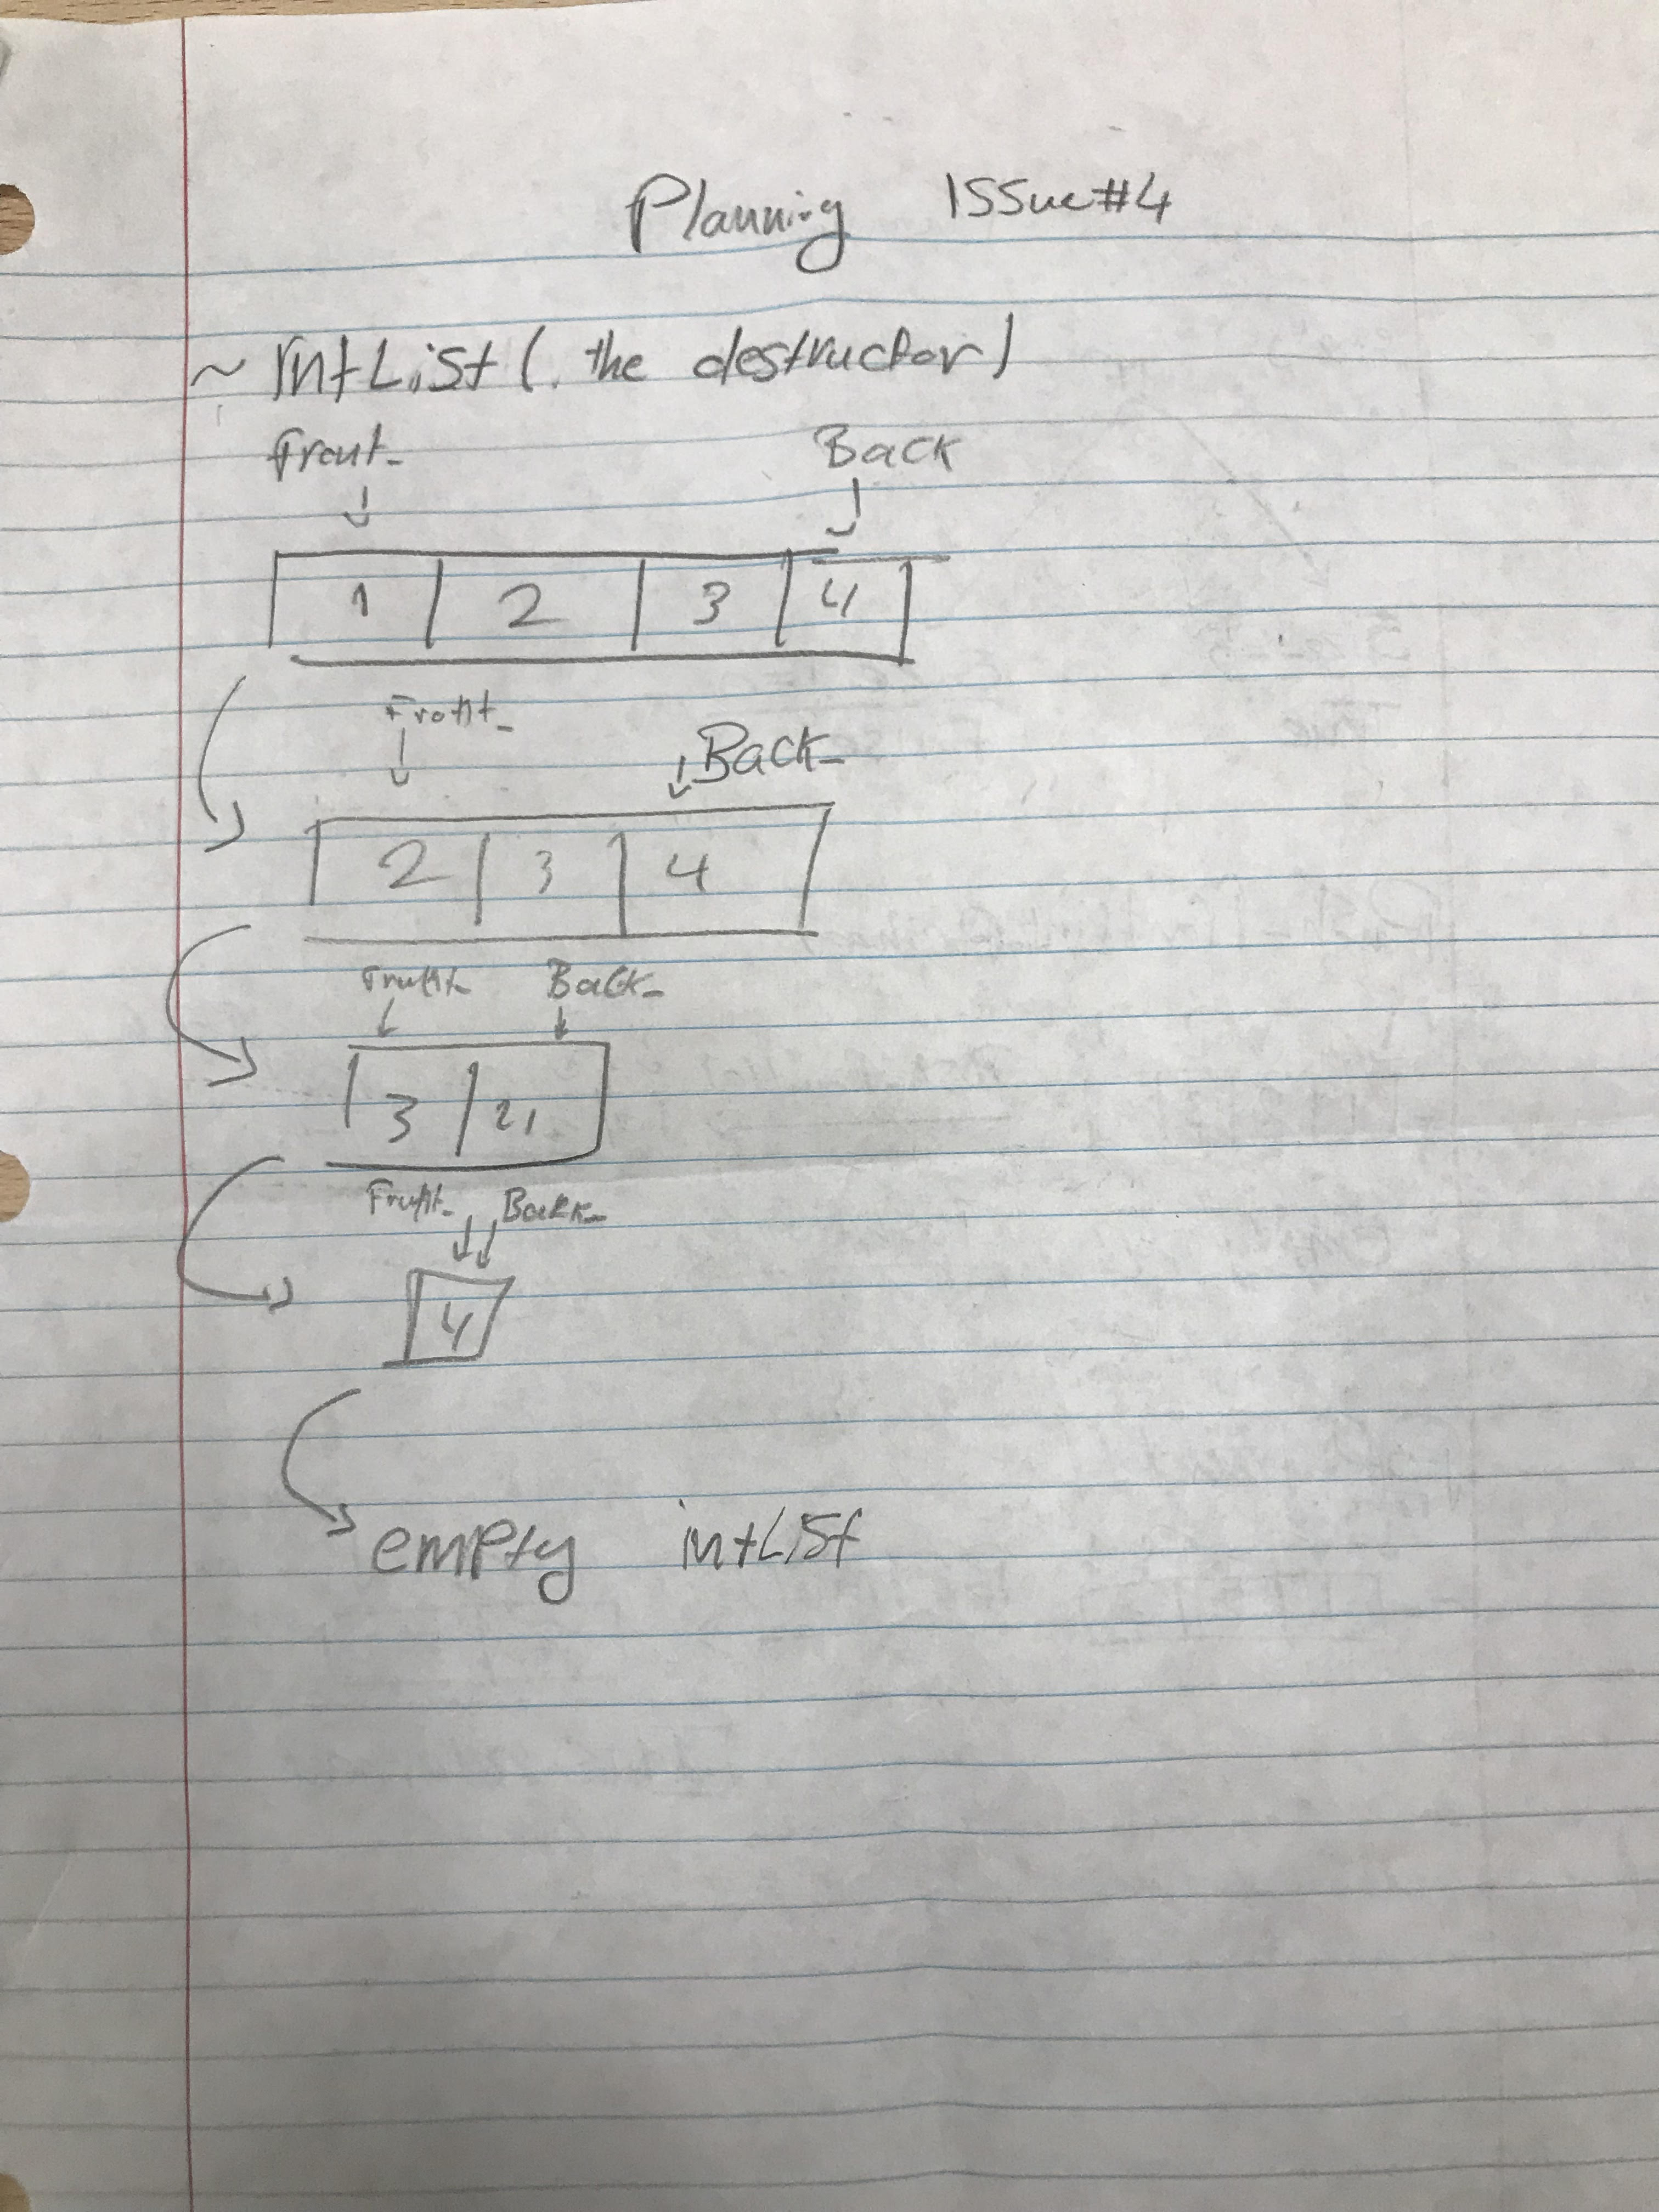 Planning ISSue#4
~ IntList (. the destructor)
front_ Back
1 2 3 4
Front_ Back_
2 3 4
Front_ Back_
3 4
Front_ Back_
4
empty intLISt